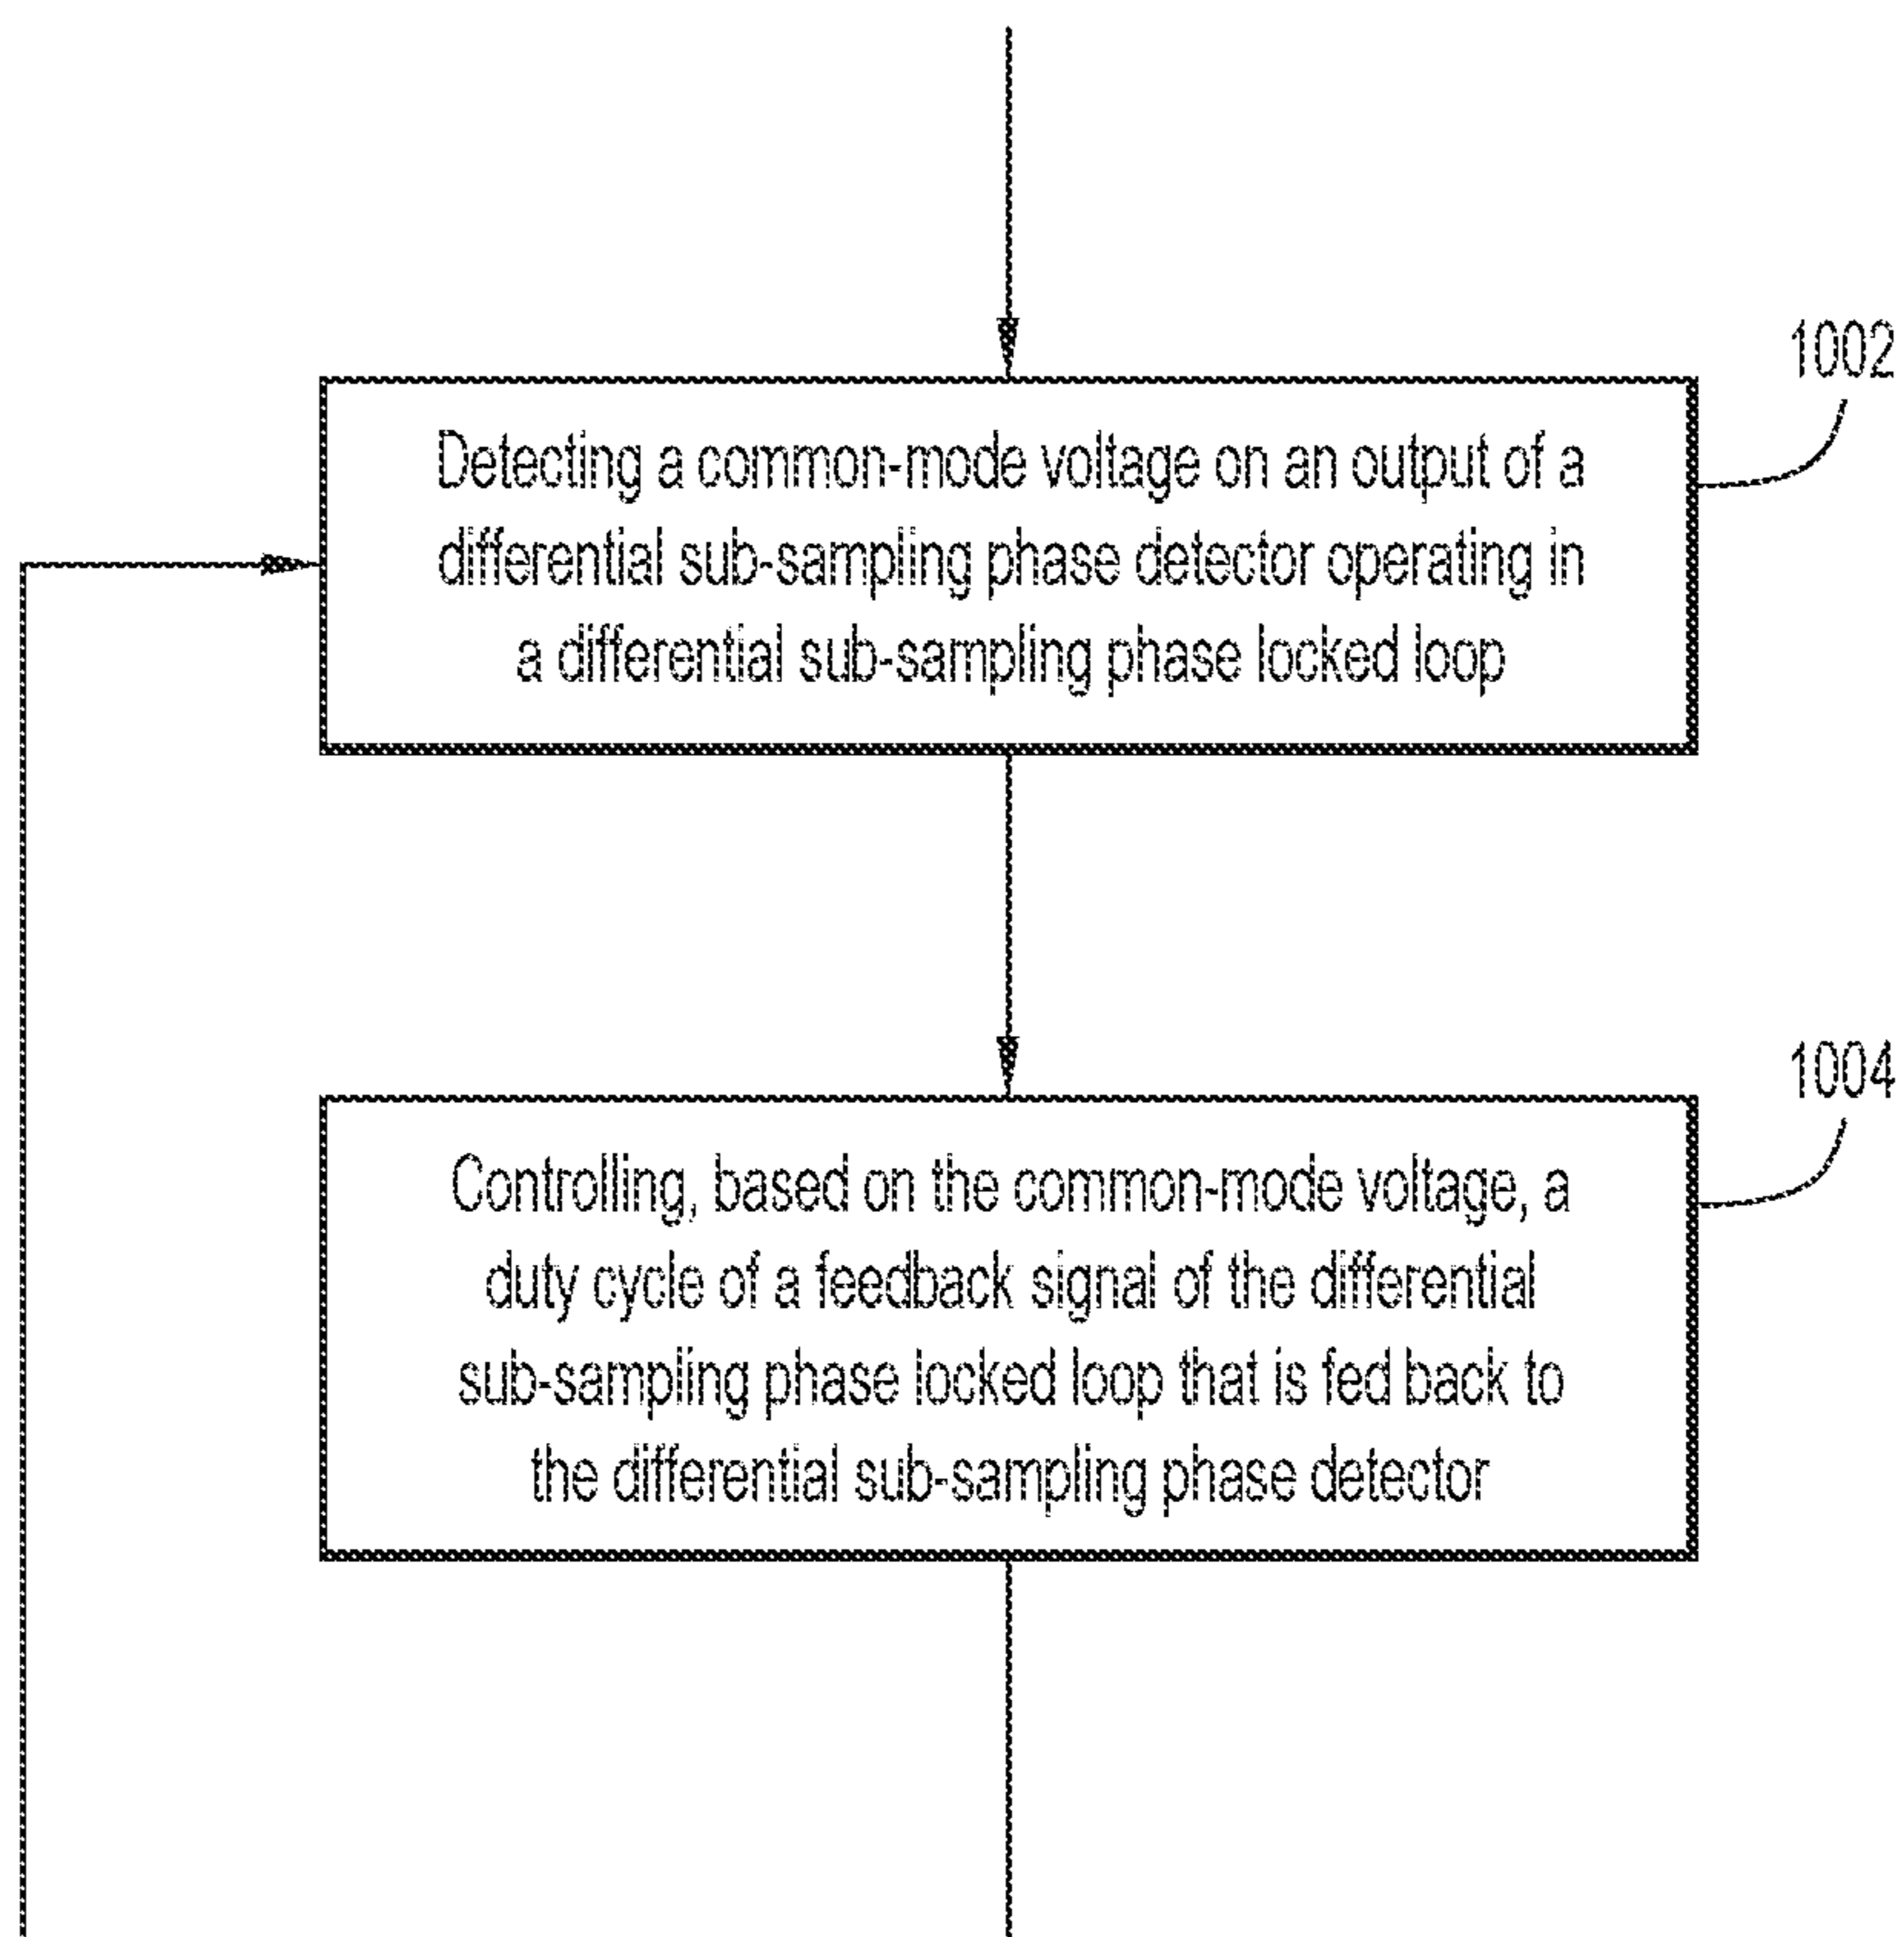 1002
Detecting a common-mode voltage on an output of a
differential sub-sampling phase detector operating in
a differential sub-sampling phase locked loop
1004
Controlling, based on the common-mode voltage, a
duty cycle of a feedback signal of the differential
sub-sampling phase locked loop that is fed back to
the differential sub-sampling phase detector